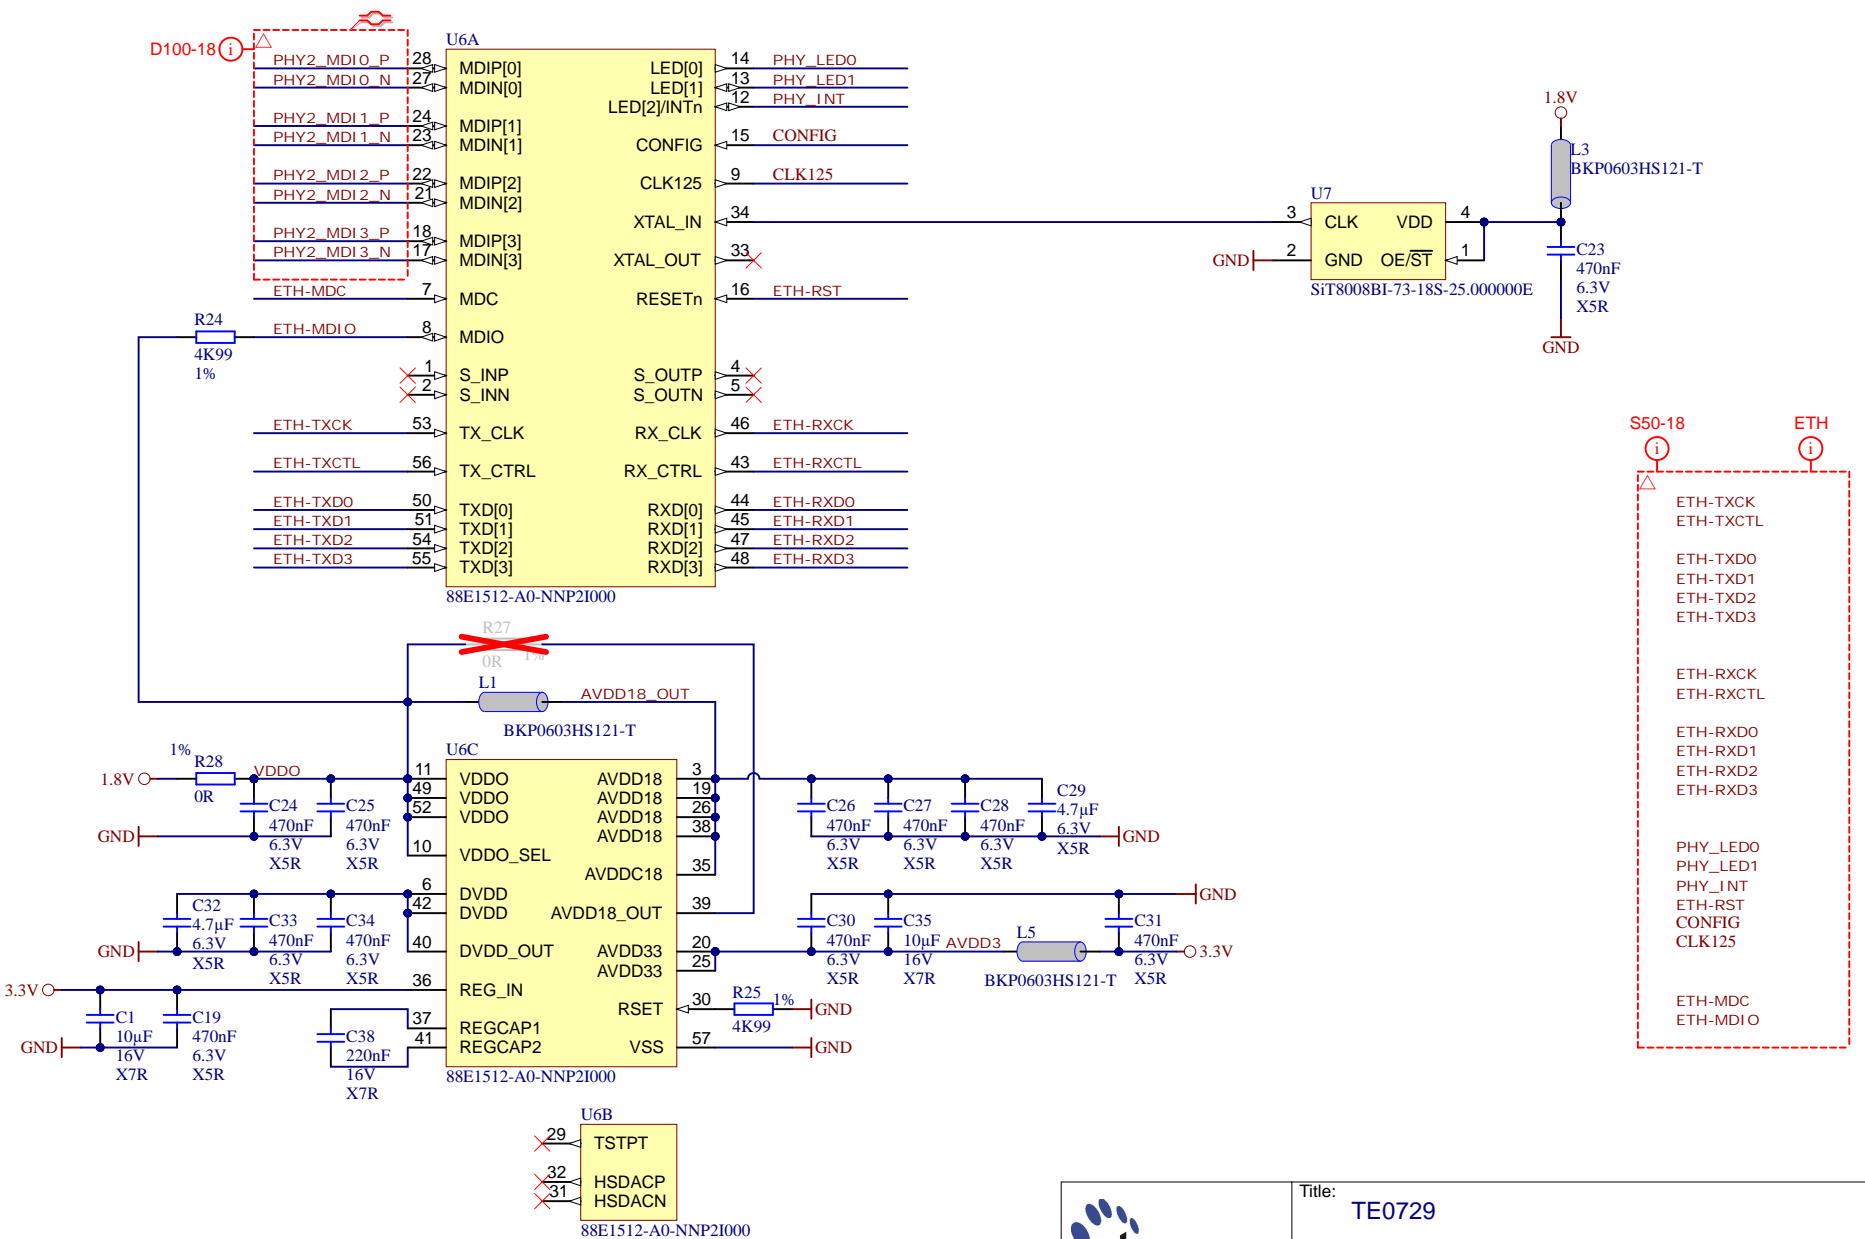 D100-18
i
PHY2_MDI0_P
28
PHY2_MDI0_N
27
PHY2_MDI1_P
24
PHY2_MDI1_N
23
PHY2_MDI2_P
22
PHY2_MDI2_N
21
PHY2_MDI3_P
18
PHY2_MDI3_N
17
ETH-MDC
7
R24
4K99
1%
ETH-MDIO
8
1
2
ETH-TXCK
53
ETH-TXCTL
56
ETH-TXD0
50
ETH-TXD1
51
ETH-TXD2
54
ETH-TXD3
55
U6A
MDIP[0]
MDIN[0]
MDIP[1]
MDIN[1]
MDIP[2]
MDIN[2]
MDIP[3]
MDIN[3]
MDC
MDIO
S_INP
S_INN
TX_CLK
TX_CTRL
TXD[0]
TXD[1]
TXD[2]
TXD[3]
LED[0]
LED[1]
LED[2]/INTn
CONFIG
CLK125
XTAL_IN
XTAL_OUT
RESETn
S_OUTP
S_OUTN
RX_CLK
RX_CTRL
RXD[0]
RXD[1]
RXD[2]
RXD[3]
88E1512-A0-NNP2I000
14 PHY_LED0
13 PHY_LED1
12 PHY_INT
15 CONFIG
9 CLK125
34
33
16 ETH-RST
4
5
46 ETH-RXCK
43 ETH-RXCTL
44 ETH-RXD0
45 ETH-RXD1
47 ETH-RXD2
48 ETH-RXD3
1.8V
L3
BKP0603HS121-T
U7
3 CLK VDD 4
GND 2 GND OE/ST 1
SiT8008BI-73-18S-25.000000E
C23
470nF
6.3V
X5R
GND
S50-18
ETH
i
i
ETH-TXCK
ETH-TXCTL
ETH-TXD0
ETH-TXD1
ETH-TXD2
ETH-TXD3
ETH-RXCK
ETH-RXCTL
ETH-RXD0
ETH-RXD1
ETH-RXD2
ETH-RXD3
PHY_LED0
PHY_LED1
PHY_INT
ETH-RST
CONFIG
CLK125
ETH-MDC
ETH-MDIO
R27
0R 1%
L1
AVDD18_OUT
BKP0603HS121-T
U6C
1.8V
1%
R28
0R
VDDO
GND
C24
470nF
6.3V
X5R
C25
470nF
6.3V
X5R
11 VDDO
49 VDDO
52 VDDO
10 VDDO_SEL
6 DVDD
42 DVDD
40 DVDD_OUT
36 REG_IN
37 REGCAP1
41 REGCAP2
AVDD18 3
AVDD18 19
AVDD18 26
AVDD18 38
AVDDC18 35
AVDD18_OUT 39
AVDD33 20
AVDD33 25
RSET 30
VSS 57
88E1512-A0-NNP2I000
C32
4.7µF
6.3V
X5R
C33
470nF
6.3V
X5R
C34
470nF
6.3V
X5R
GND
3.3V
C1
10µF
16V
X7R
C19
470nF
6.3V
X5R
GND
C38
220nF
16V
X7R
C26
470nF
6.3V
X5R
C27
470nF
6.3V
X5R
C28
470nF
6.3V
X5R
C29
4.7µF
6.3V
X5R
GND
GND
C30
470nF
6.3V
X5R
C35
10µF
16V
X7R
AVDD3
L5
BKP0603HS121-T
C31
470nF
6.3V
X5R
3.3V
R25
1%
4K99
GND
GND
U6B
29 TSTPT
32 HSDACP
31 HSDACN
88E1512-A0-NNP2I000
Title:
TE0729